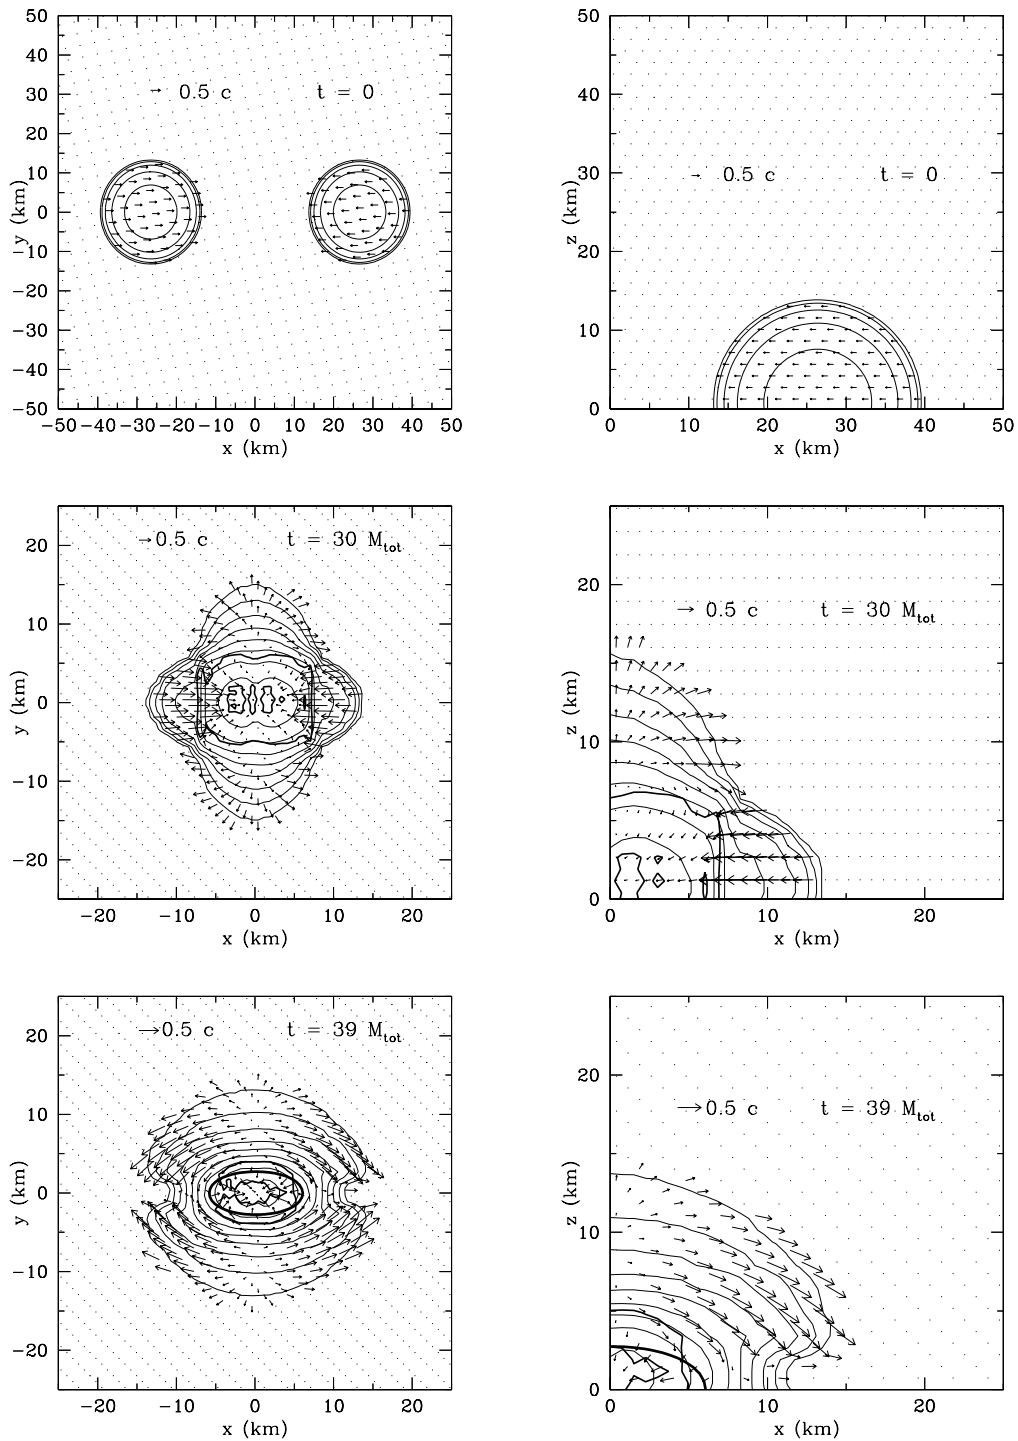 50
40
30
20
10
0
−10
−20
−30
−40
−50
y (km)
0.5 c t = 0
−50 −40 −30 −20 −10 0 10 20 30 40 50
x (km)
50
40
30
20
10
0
z (km)
0.5 c t = 0
0 10 20 30 40 50
x (km)
20
10
0
−10
−20
y (km)
0.5 c t = 30 M_tot
−20 −10 0 10 20
x (km)
20
10
0
z (km)
0.5 c t = 30 M_tot
0 10 20
x (km)
20
10
0
−10
−20
y (km)
0.5 c t = 39 M_tot
−20 −10 0 10 20
x (km)
20
10
0
z (km)
0.5 c t = 39 M_tot
0 10 20
x (km)